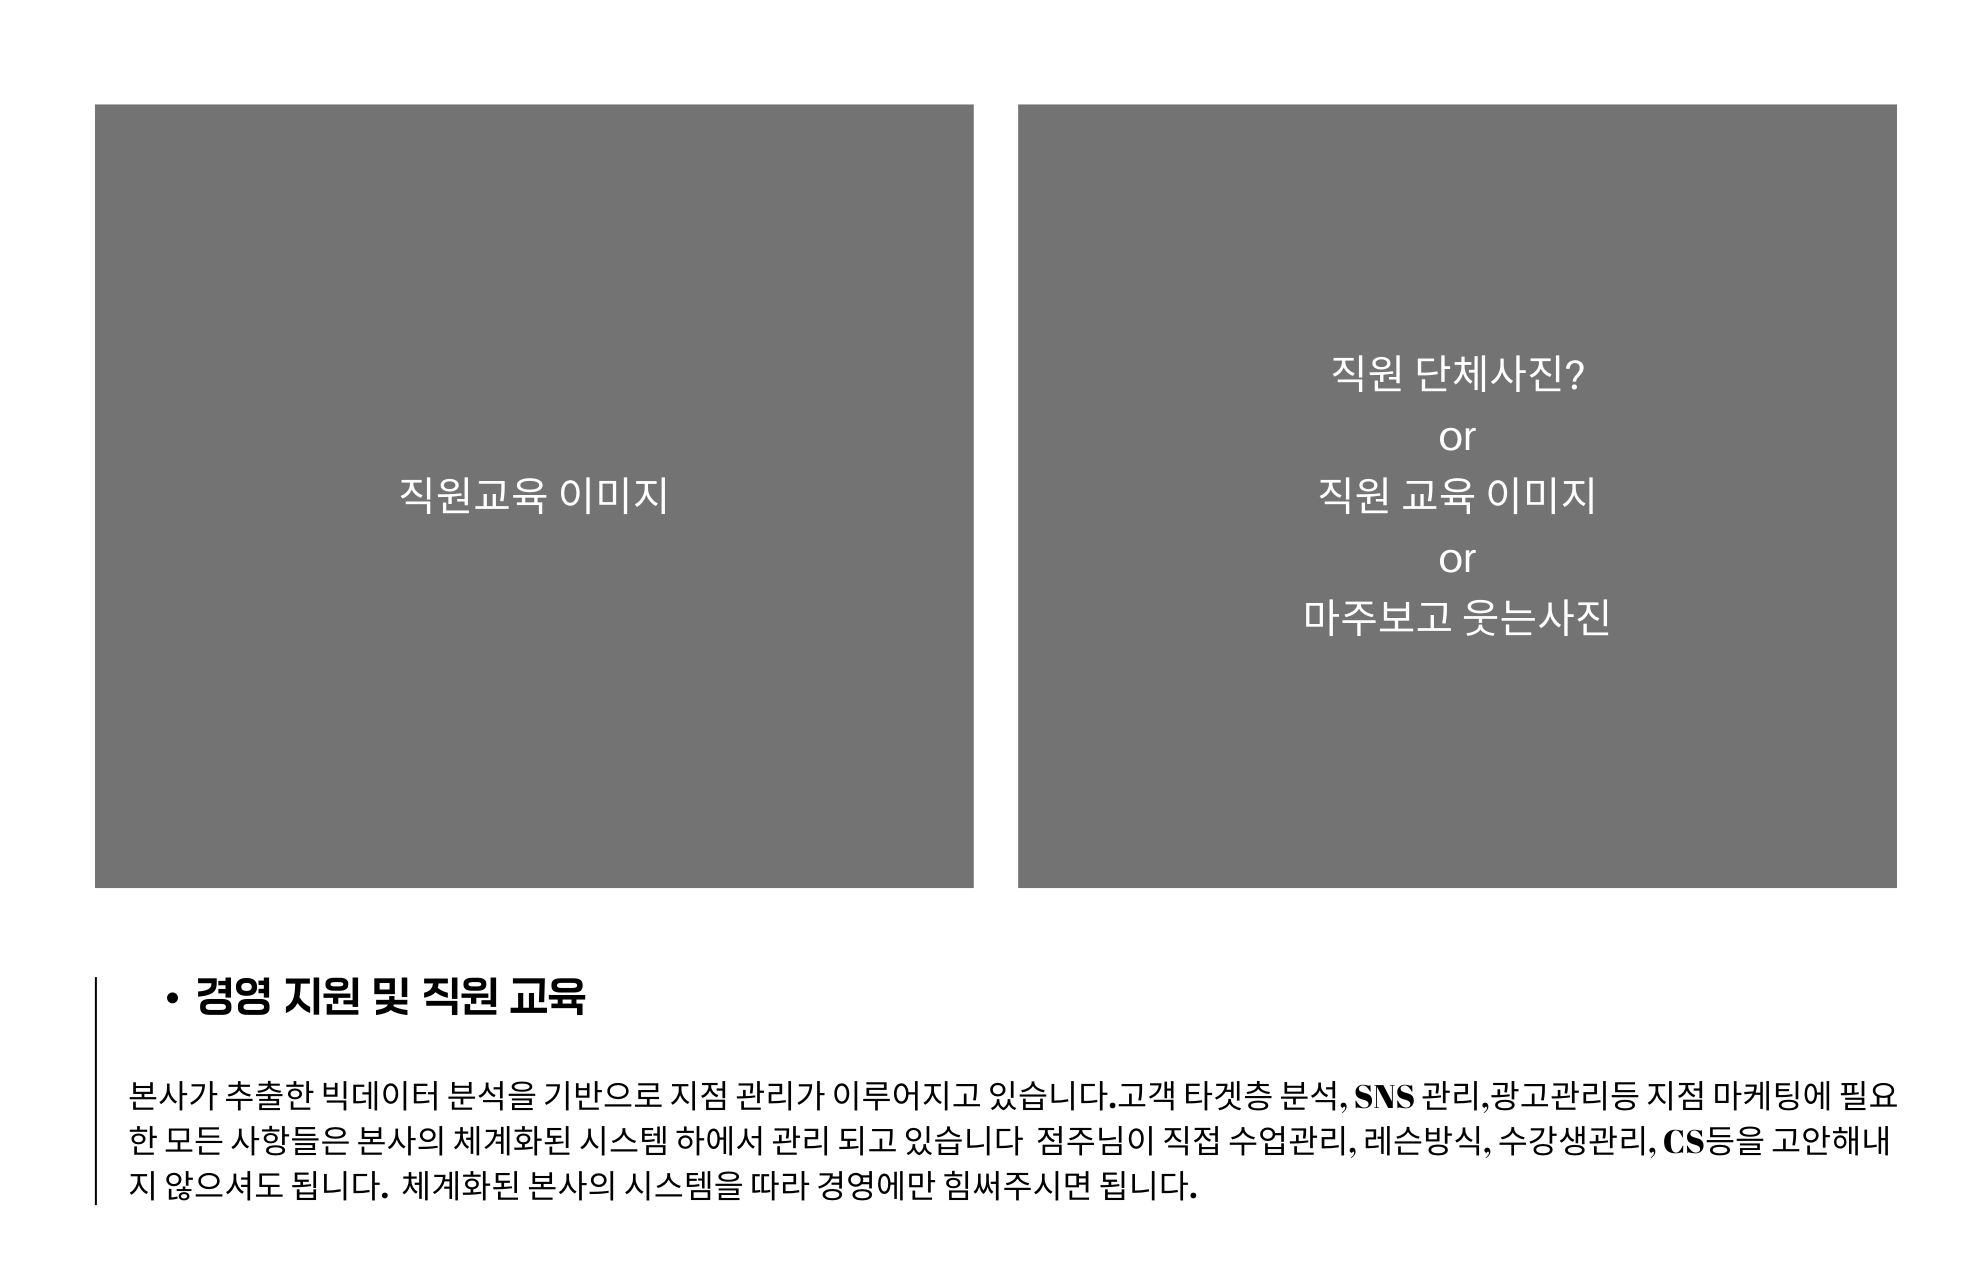 직원교육 이미지
직원 단체사진?
or
직원 교육 이미지
or
마주보고 웃는사진
• 경영 지원 및 직원 교육
본사가 추출한 빅데이터 분석을 기반으로 지점 관리가 이루어지고 있습니다.고객 타겟층 분석, SNS 관리,광고관리등 지점 마케팅에 필요
한 모든 사항들은 본사의 체계화된 시스템 하에서 관리 되고 있습니다  점주님이 직접 수업관리, 레슨방식, 수강생관리, CS등을 고안해내
지 않으셔도 됩니다.  체계화된 본사의 시스템을 따라 경영에만 힘써주시면 됩니다.